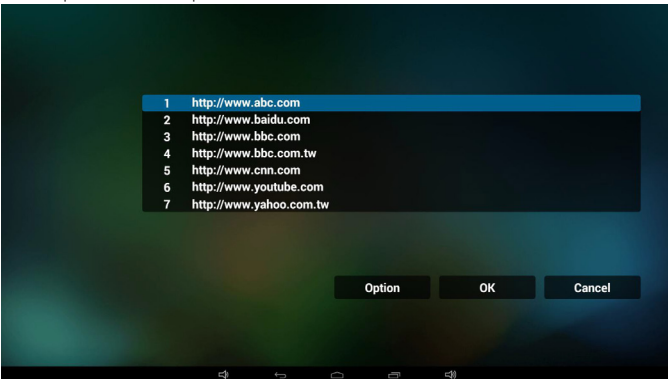 1 http://www.abc.com
2 http://www.baidu.com
3 http://www.bbc.com
4 http://www.bbc.com.tw
5 http://www.cnn.com
6 http://www.youtube.com
7 http://www.yahoo.com.tw
Option OK Cancel